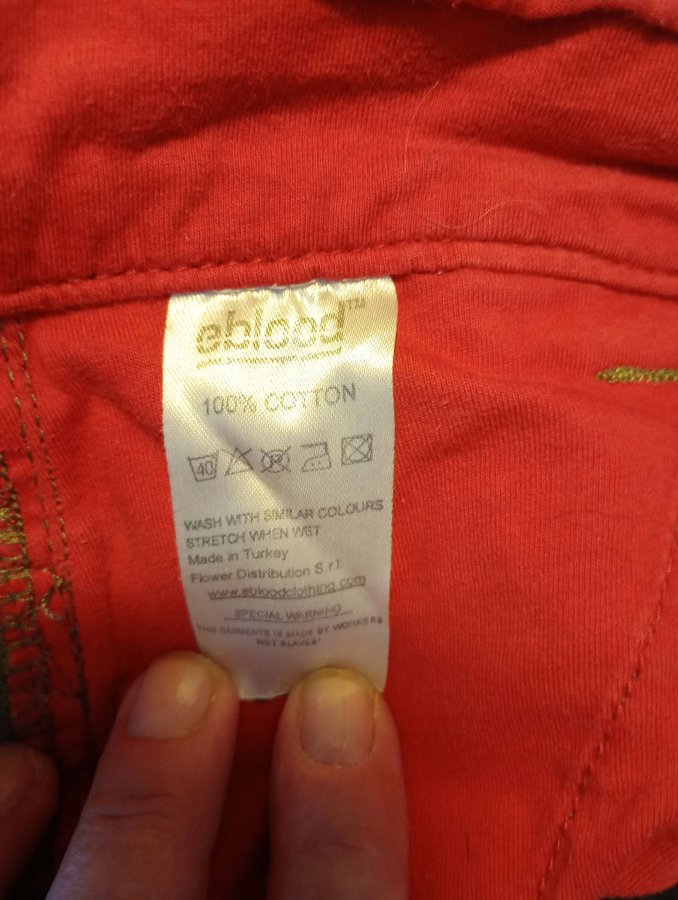 eblood™
100% COTTON
40
WASH WITH SIMILAR COLOURS
STRETCH WHEN WET
Made in Turkey
Flower Distribution S.r.l.
www.ebloodclothing.com
SPECIAL WARNING
THIS GARMENTS IS MADE BY WORKERS
NOT SLAVES"